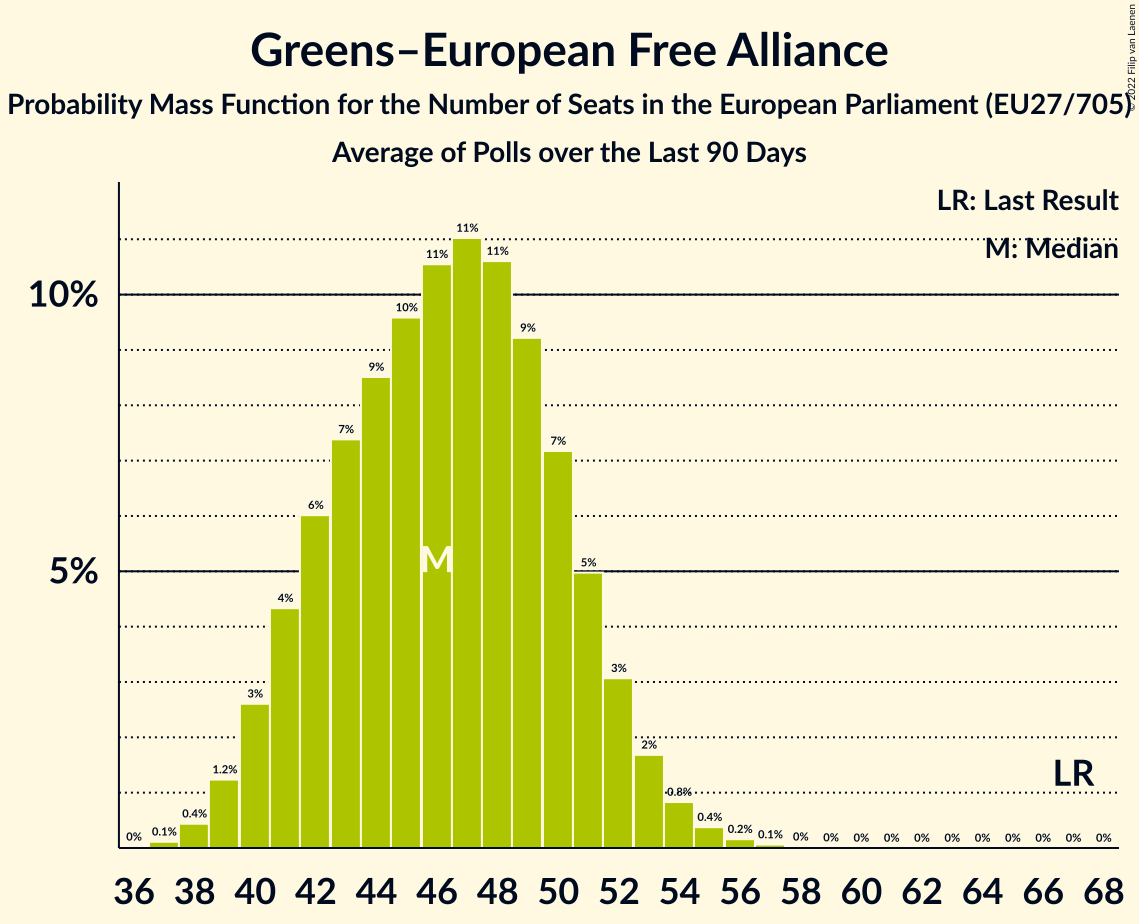 © 2022 Filip van Laenen
Greens–European Free Alliance
Probability Mass Function for the Number of Seats in the European Parliament (EU27/705)
Average of Polls over the Last 90 Days
LR: Last Result
M: Median
10%
5%
0% 0.1% 0.4% 1.2% 3% 4% 6% 7% 9% 10% 11% 11% 11% 9% 7% 5% 3% 2% 0.8% 0.4% 0.2% 0.1% 0% 0% 0% 0% 0% 0% 0% 0% 0% 0% 0%
M
LR
36 38 40 42 44 46 48 50 52 54 56 58 60 62 64 66 68